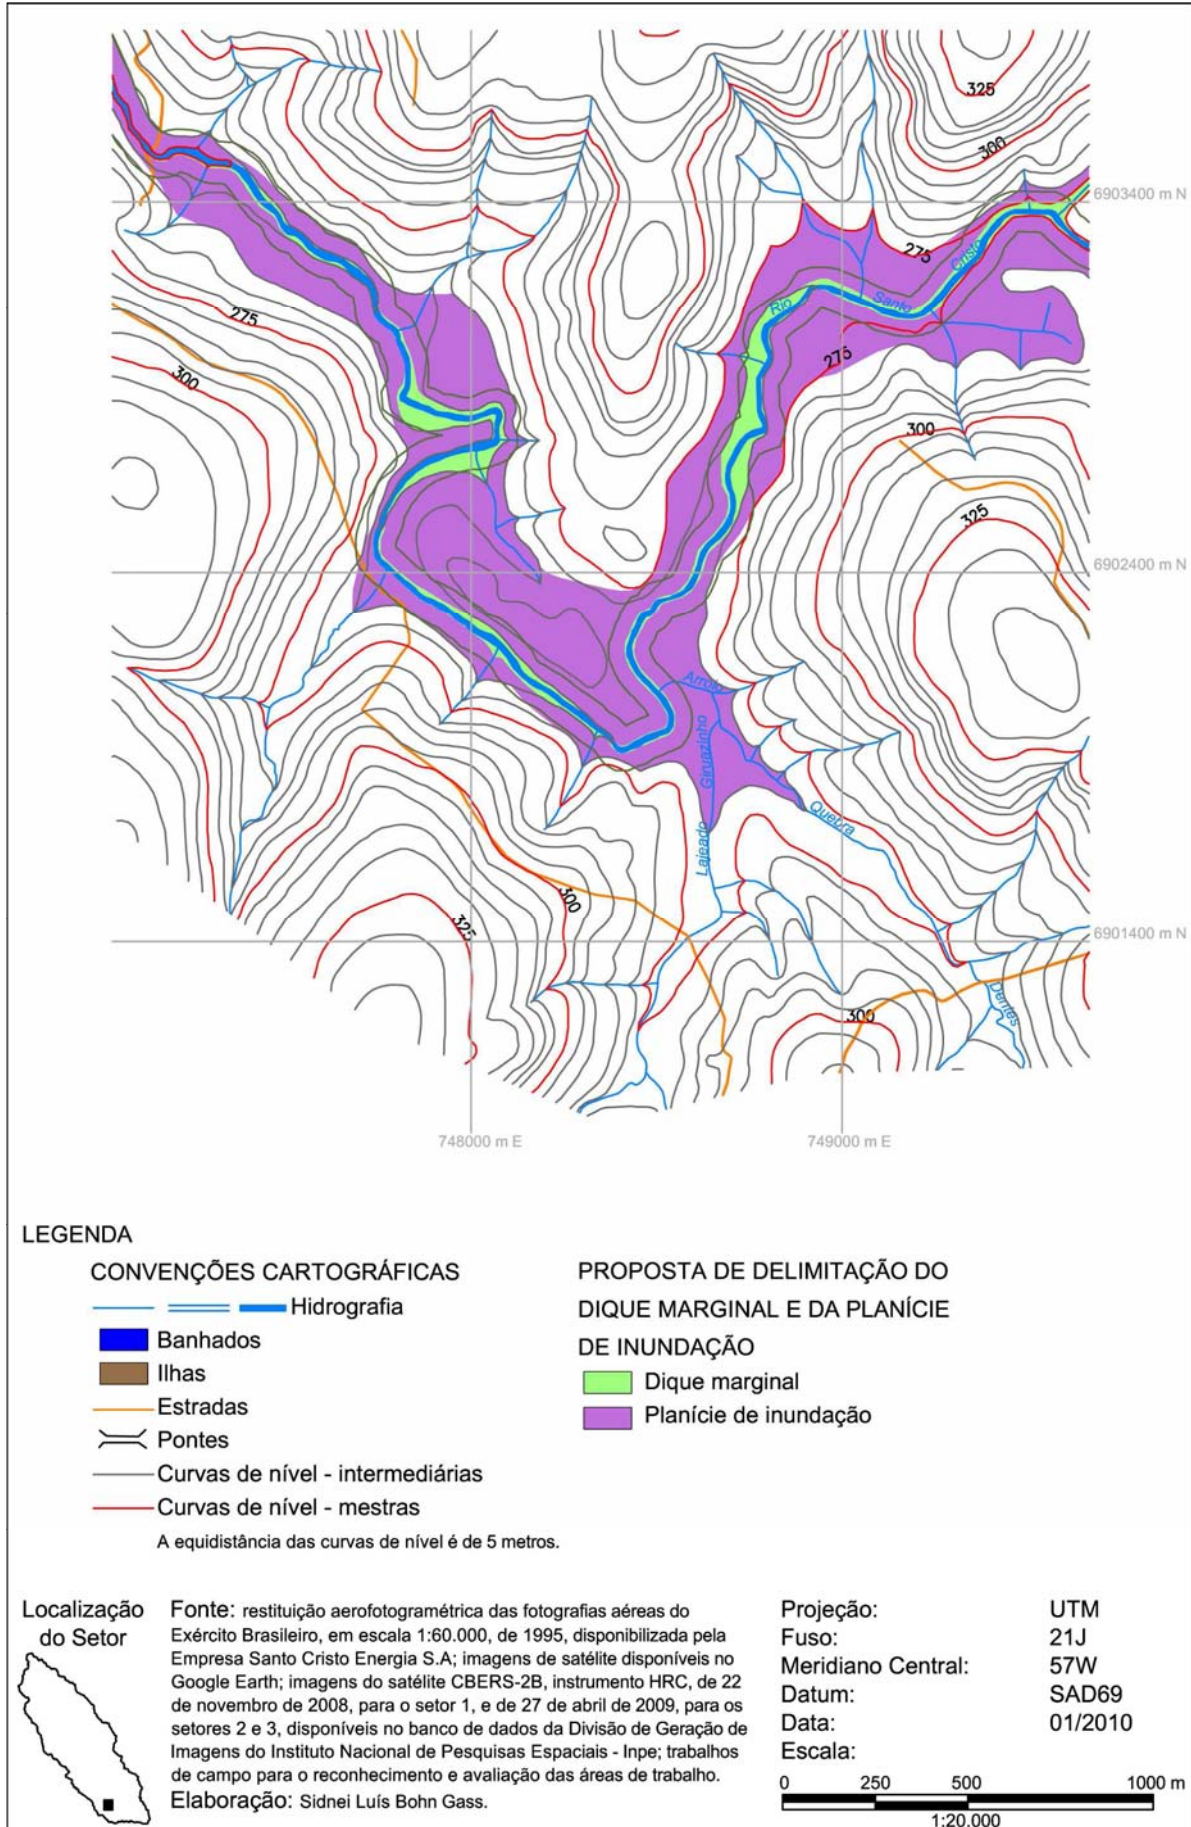 325
300
6903400 m N
275
Cristo
Santo
Rio
275
275
300
300
325
6902400 m N
Arroio
Giruazinho
Lajeado
Quebra
300
325
6901400 m N
Dentes
300
748000 m E
749000 m E
LEGENDA
CONVENÇÕES CARTOGRÁFICAS
Hidrografia
Banhados
Ilhas
Estradas
Pontes
Curvas de nível - intermediárias
Curvas de nível - mestras
A equidistância das curvas de nível é de 5 metros.
PROPOSTA DE DELIMITAÇÃO DO
DIQUE MARGINAL E DA PLANÍCIE
DE INUNDAÇÃO
Dique marginal
Planície de inundação
Localização
do Setor
Fonte: restituição aerofotogramétrica das fotografias aéreas do
Exército Brasileiro, em escala 1:60.000, de 1995, disponibilizada pela
Empresa Santo Cristo Energia S.A; imagens de satélite disponíveis no
Google Earth; imagens do satélite CBERS-2B, instrumento HRC, de 22
de novembro de 2008, para o setor 1, e de 27 de abril de 2009, para os
setores 2 e 3, disponíveis no banco de dados da Divisão de Geração de
Imagens do Instituto Nacional de Pesquisas Espaciais - Inpe; trabalhos
de campo para o reconhecimento e avaliação das áreas de trabalho.
Elaboração: Sidnei Luís Bohn Gass.
Projeção: UTM
Fuso: 21J
Meridiano Central: 57W
Datum: SAD69
Data: 01/2010
Escala:
0 250 500 1000 m
1:20.000